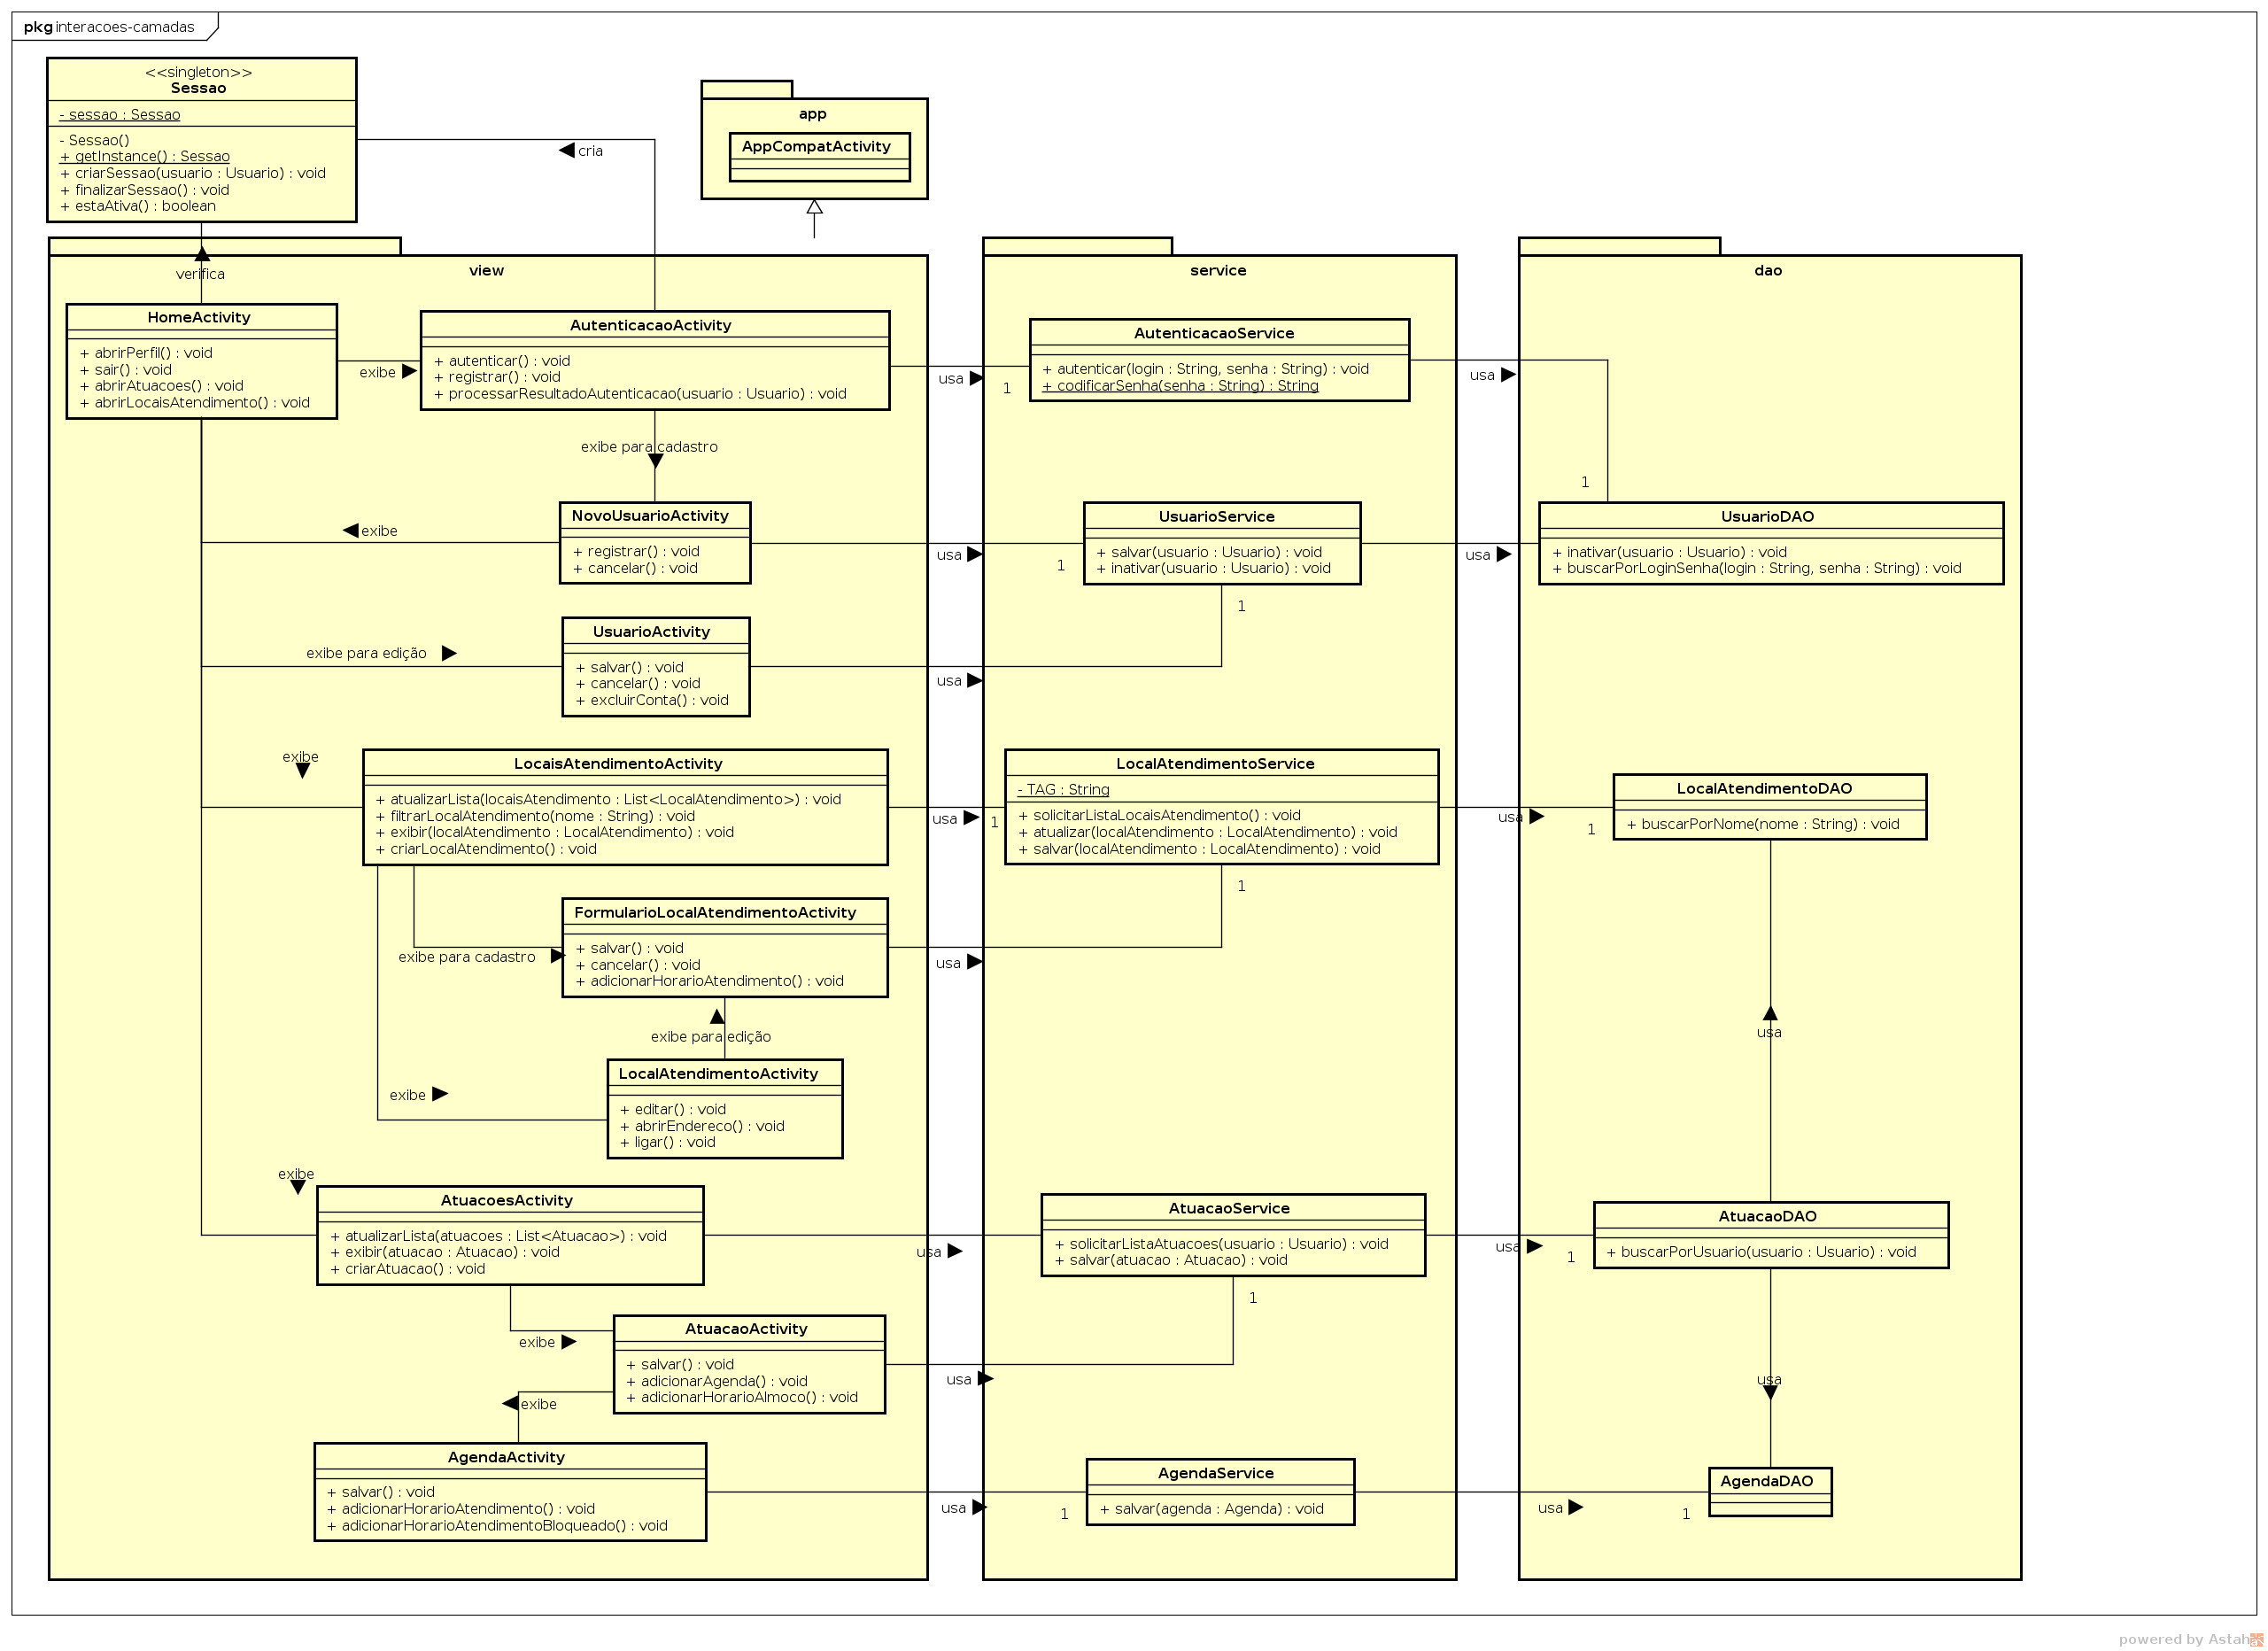 pkg interacoes-camadas
<<singleton>>
Sessao
- sessao : Sessao
- Sessao()
+ getInstance() : Sessao
+ criarSessao(usuario : Usuario) : void
+ finalizarSessao() : void
+ estaAtiva() : boolean
cria
app
AppCompatActivity
verifica
view
HomeActivity
+ abrirPerfil() : void
+ sair() : void
+ abrirAtuacoes() : void
+ abrirLocaisAtendimento() : void
exibe
AutenticacaoActivity
+ autenticar() : void
+ registrar() : void
+ processarResultadoAutenticacao(usuario : Usuario) : void
exibe para cadastro
NovoUsuarioActivity
+ registrar() : void
+ cancelar() : void
exibe
UsuarioActivity
+ salvar() : void
+ cancelar() : void
+ excluirConta() : void
exibe para edição
exibe
LocaisAtendimentoActivity
+ atualizarLista(locaisAtendimento : List<LocalAtendimento>) : void
+ filtrarLocalAtendimento(nome : String) : void
+ exibir(localAtendimento : LocalAtendimento) : void
+ criarLocalAtendimento() : void
FormularioLocalAtendimentoActivity
+ salvar() : void
+ cancelar() : void
+ adicionarHorarioAtendimento() : void
exibe para cadastro
exibe para edição
LocalAtendimentoActivity
+ editar() : void
+ abrirEndereco() : void
+ ligar() : void
exibe
exibe
AtuacoesActivity
+ atualizarLista(atuacoes : List<Atuacao>) : void
+ exibir(atuacao : Atuacao) : void
+ criarAtuacao() : void
exibe
AtuacaoActivity
+ salvar() : void
+ adicionarAgenda() : void
+ adicionarHorarioAlmoco() : void
exibe
AgendaActivity
+ salvar() : void
+ adicionarHorarioAtendimento() : void
+ adicionarHorarioAtendimentoBloqueado() : void
usa
1
usa
1
usa
1
usa
1
usa
1
usa
usa
1
usa
1
service
AutenticacaoService
+ autenticar(login : String, senha : String) : void
+ codificarSenha(senha : String) : String
UsuarioService
+ salvar(usuario : Usuario) : void
+ inativar(usuario : Usuario) : void
LocalAtendimentoService
- TAG : String
+ solicitarListaLocaisAtendimento() : void
+ atualizar(localAtendimento : LocalAtendimento) : void
+ salvar(localAtendimento : LocalAtendimento) : void
AtuacaoService
+ solicitarListaAtuacoes(usuario : Usuario) : void
+ salvar(atuacao : Atuacao) : void
AgendaService
+ salvar(agenda : Agenda) : void
usa
1
usa
usa
1
usa
1
usa
1
dao
UsuarioDAO
+ inativar(usuario : Usuario) : void
+ buscarPorLoginSenha(login : String, senha : String) : void
LocalAtendimentoDAO
+ buscarPorNome(nome : String) : void
usa
AtuacaoDAO
+ buscarPorUsuario(usuario : Usuario) : void
usa
AgendaDAO
powered by Astah